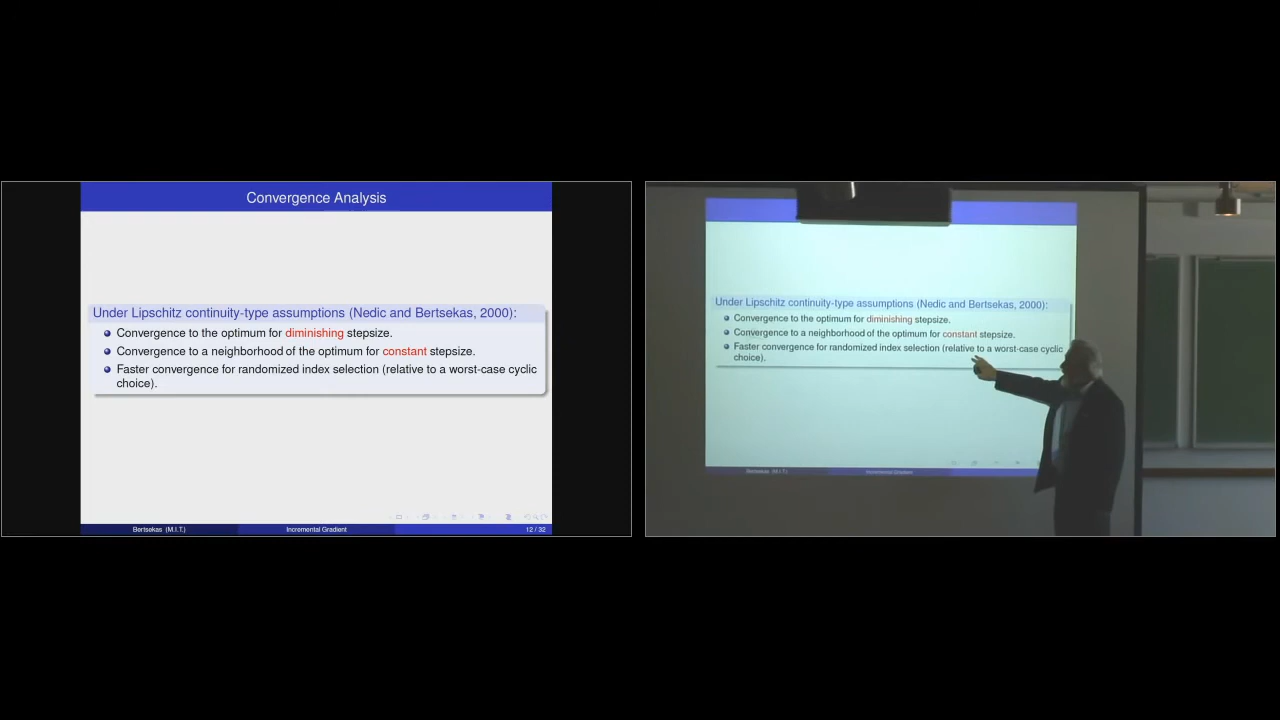 Convergence Analysis
Under Lipschitz continuity-type assumptions (Nedic and Bertsekas, 2000):
Convergence to the optimum for diminishing stepsize.
Convergence to a neighborhood of the optimum for constant stepsize.
Faster convergence for randomized index selection (relative to a worst-case cyclic
choice).
Bertsekas (M.I.T.)
Incremental Gradient
12 / 32
Under Lipschitz continuity-type assumptions (Nedic and Bertsekas, 2000):
Convergence to the optimum for diminishing stepsize.
Convergence to a neighborhood of the optimum for constant stepsize.
Faster convergence for randomized index selection (relative to a worst-case cyclic
choice).
Bertsekas (M.I.T.)
Incremental Gradient